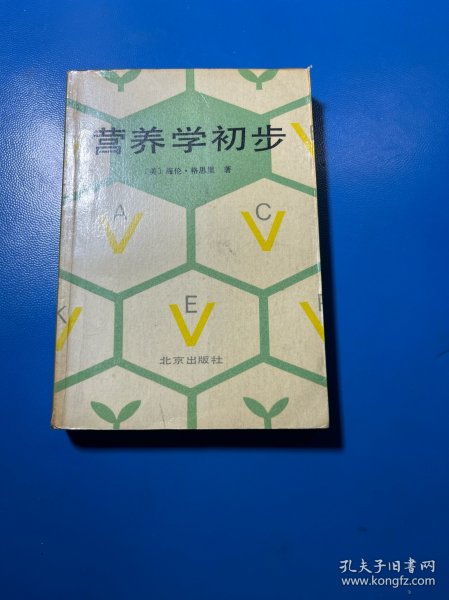 营养学初步
〔美〕海伦·格思里 著
A
C
K
E
北京出版社
孔夫子旧书网
www.kongfz.com